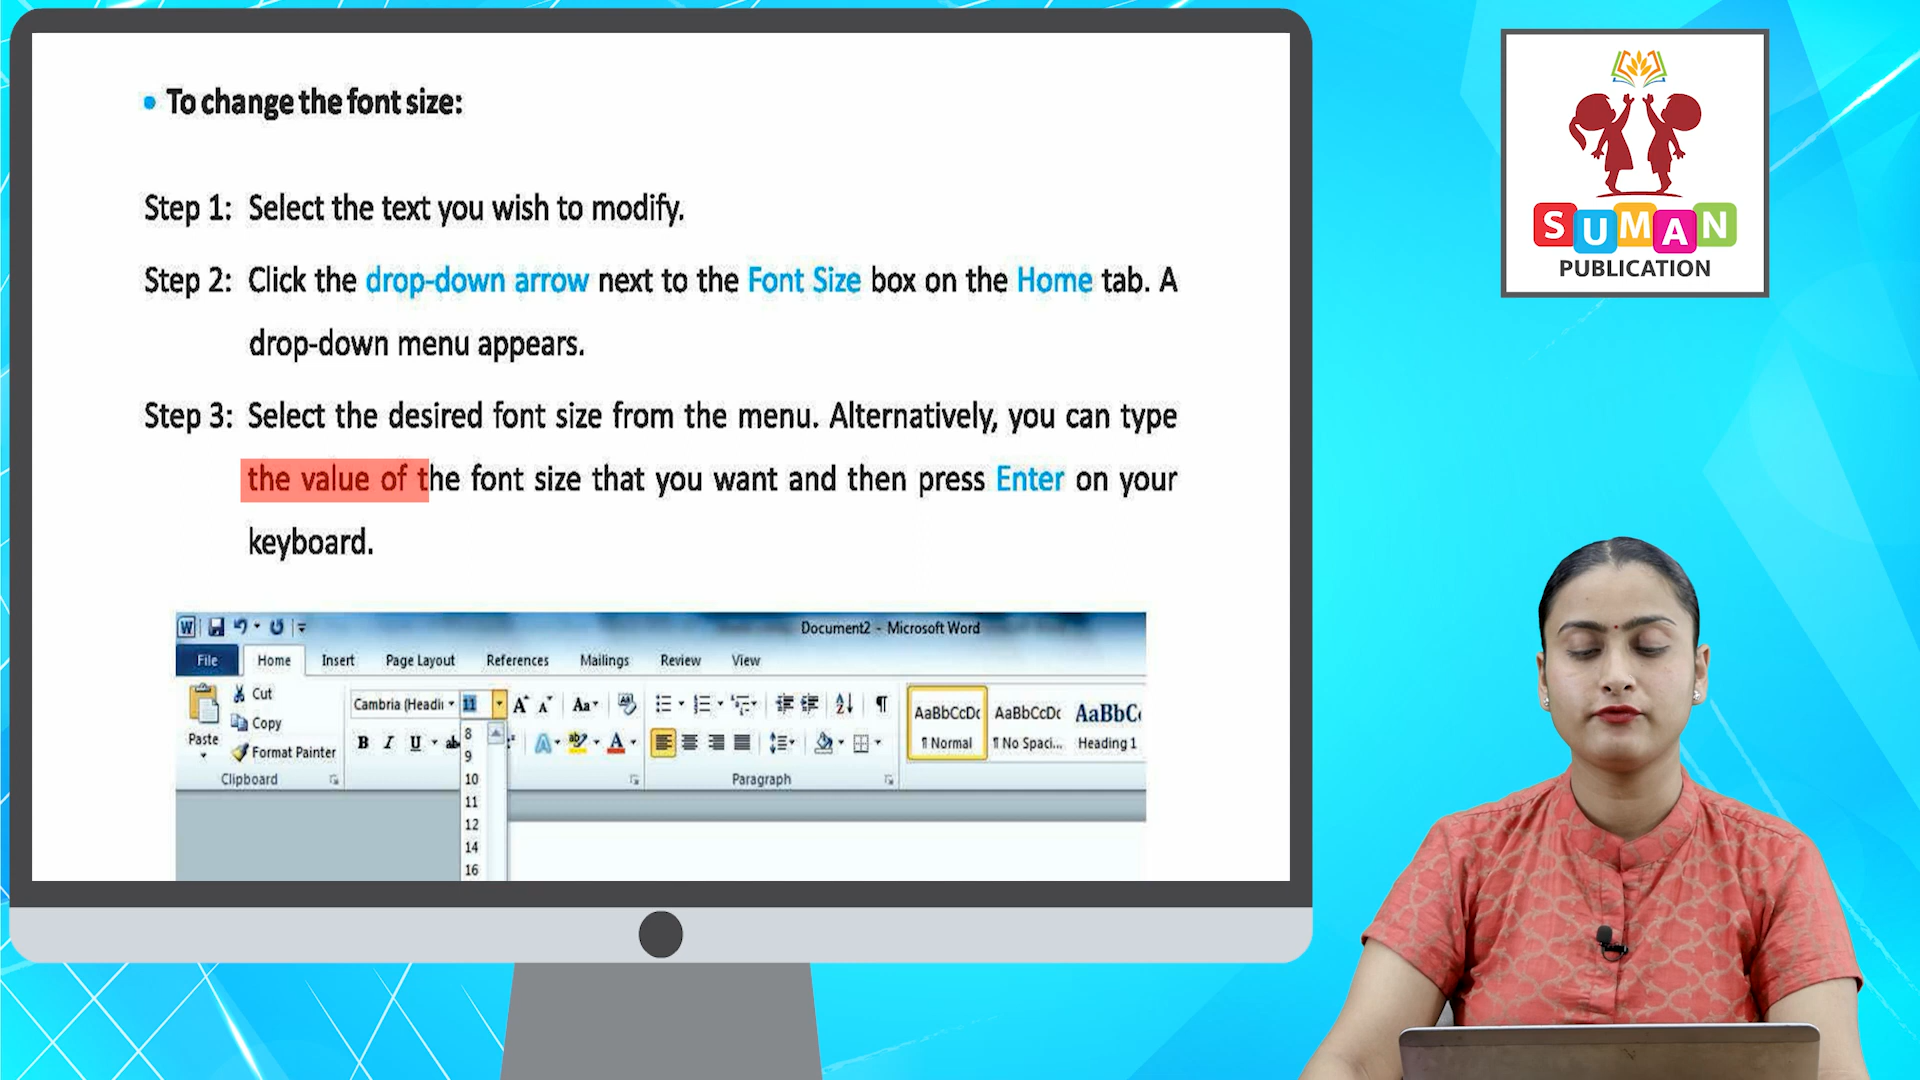 • To change the font size:
Step 1: Select the text you wish to modify.
Step 2: Click the drop-down arrow next to the Font Size box on the Home tab. A
drop-down menu appears.
Step 3: Select the desired font size from the menu. Alternatively, you can type
the value of the font size that you want and then press Enter on your
keyboard.
Document2 - Microsoft Word
File Home Insert Page Layout References Mailings Review View
Cut
Copy
Format Painter
Paste
Clipboard
Cambria (Headi 11
Aa
B I U
8
9
10
11
12
14
16
Paragraph
AaBbCcDc AaBbCcDc AaBbC
¶ Normal ¶ No Spaci... Heading 1
SUMAN
PUBLICATION